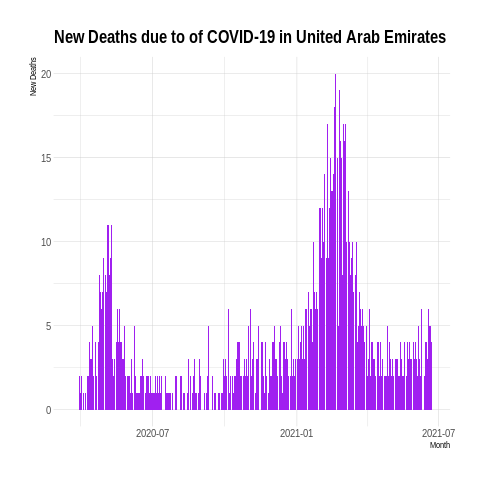 New Deaths due to of COVID-19 in United Arab Emirates
New Deaths
20
15
10
5
0
2020-07
2021-01
2021-07
Month